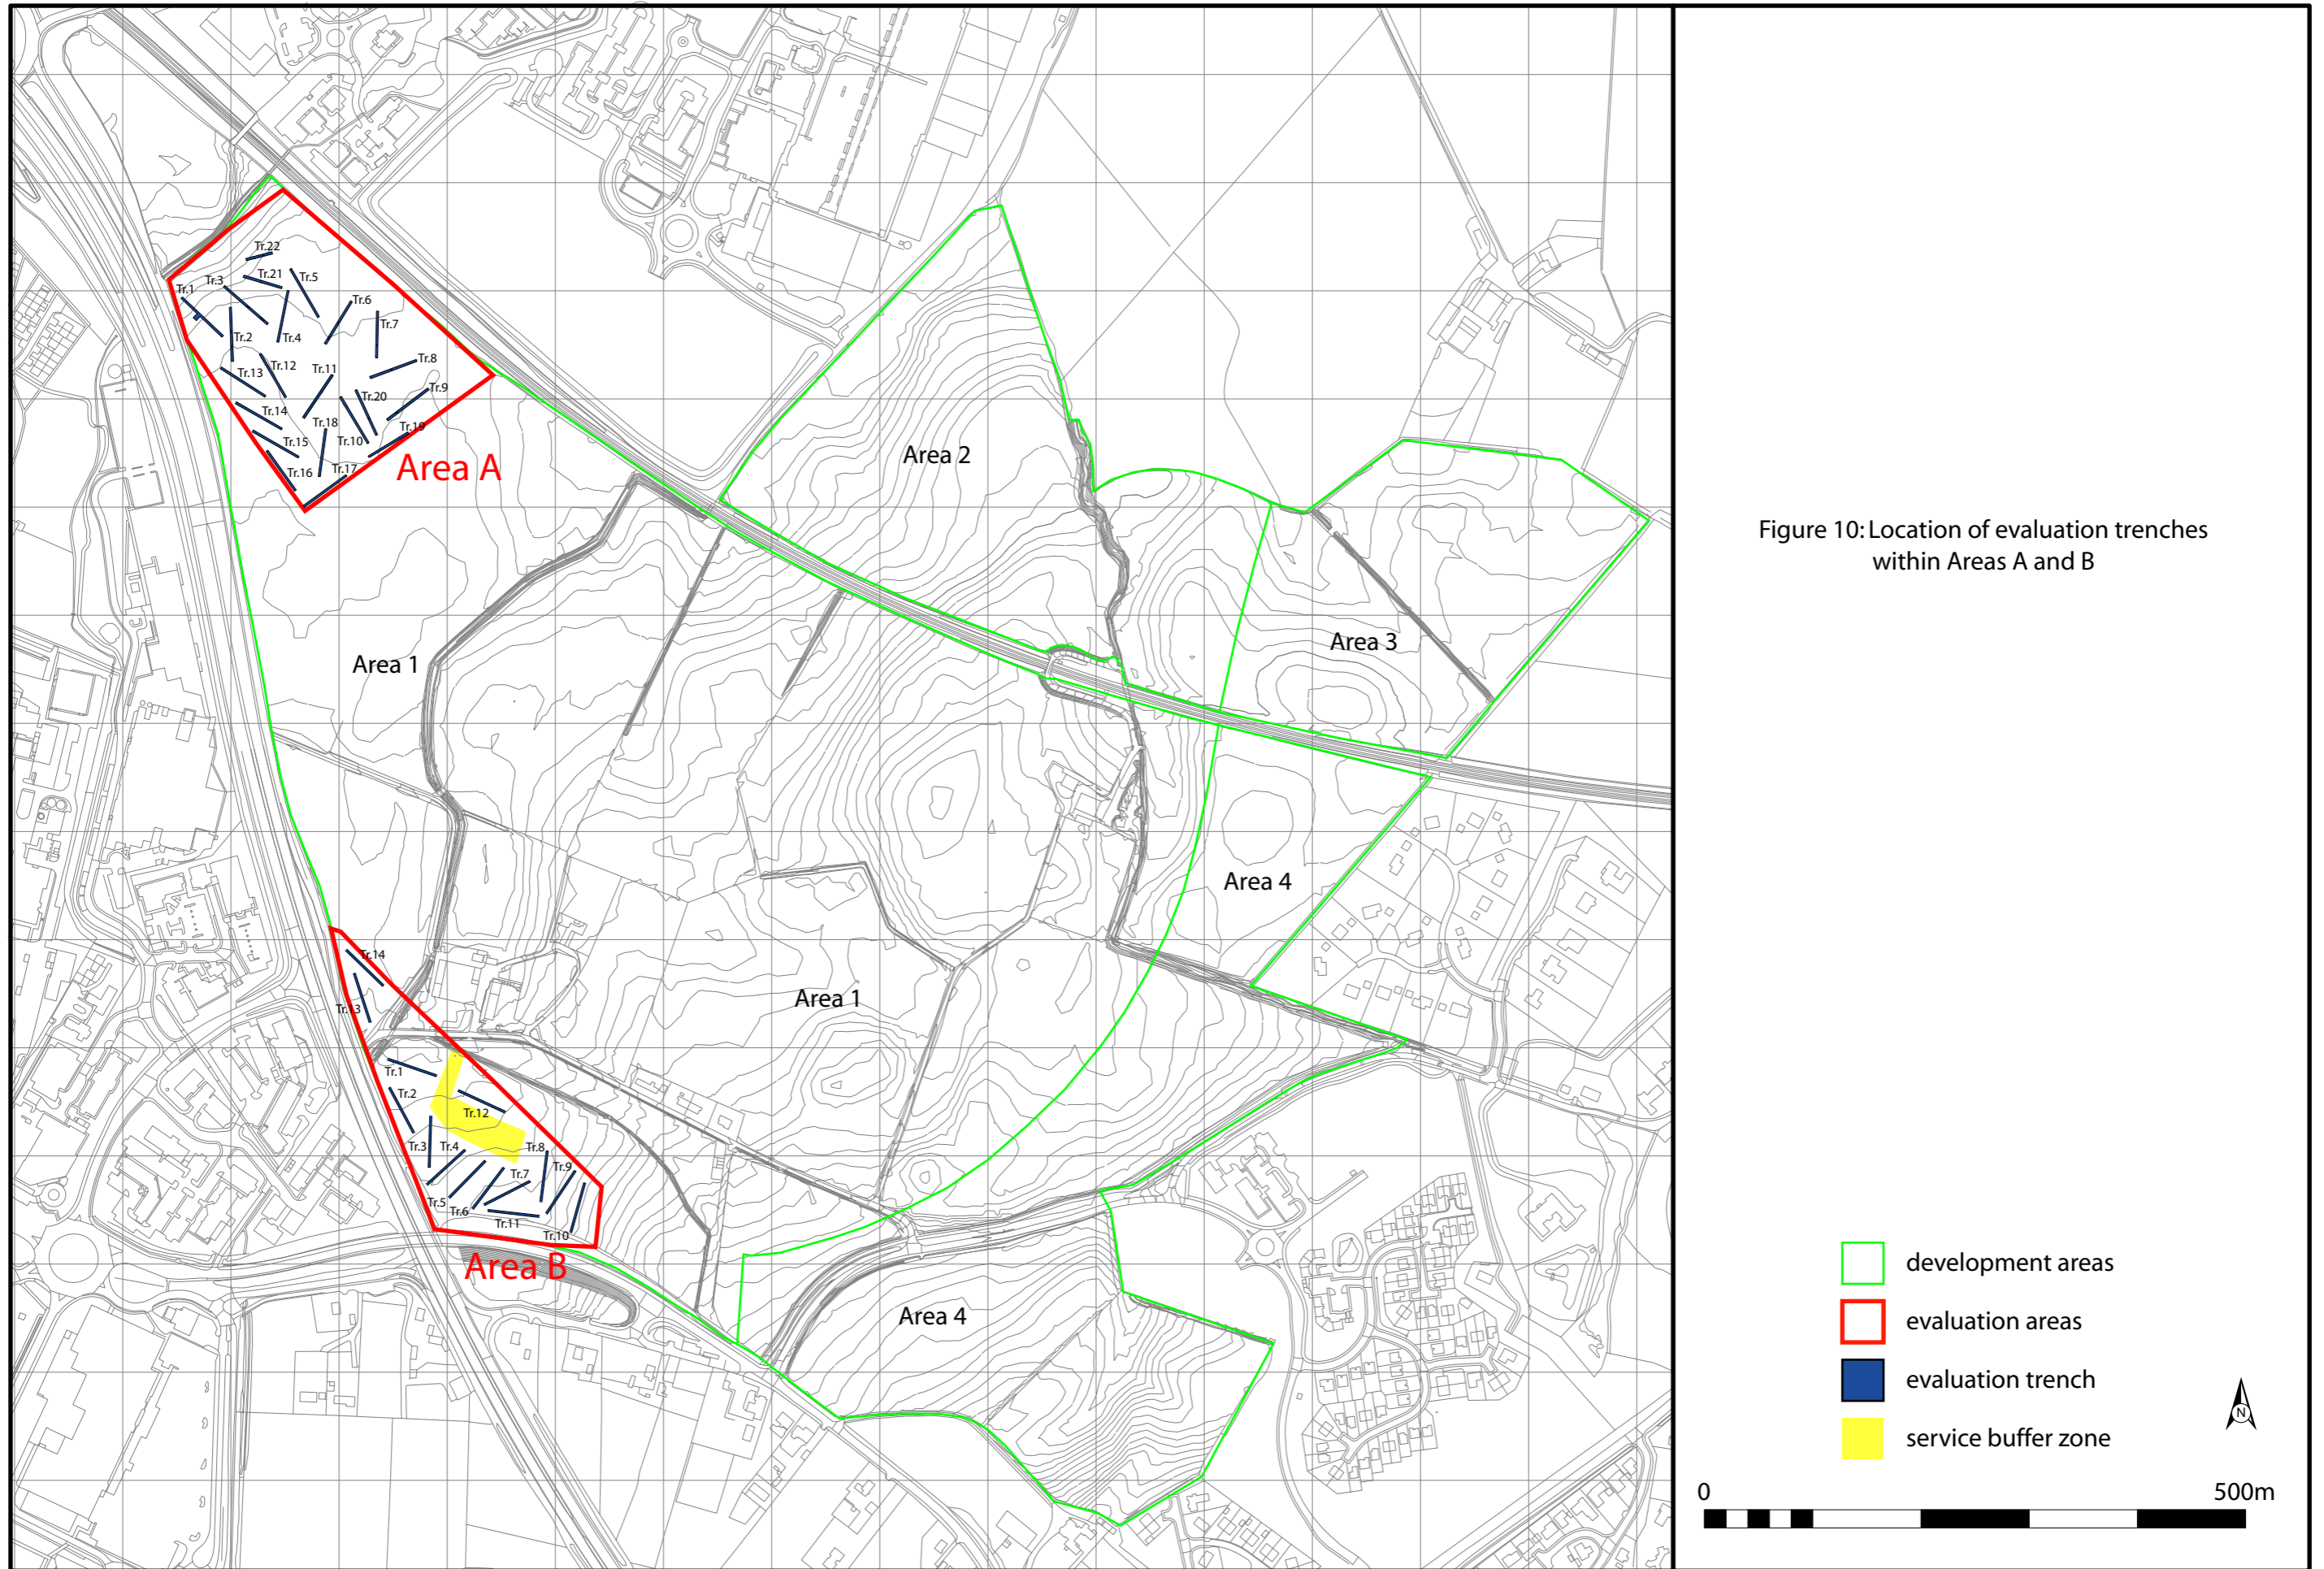 Tr.22
Tr.21
Tr.5
Tr.3
Tr.1
Tr.6
Tr.7
Tr.2
Tr.4
Tr.8
Tr.12
Tr.11
Tr.13
Tr.9
Tr.20
Tr.14
Tr.18
Tr.19
Tr.15
Tr.10
Tr.16
Tr.17
Area A
Area 2
Area 3
Area 1
Area 4
Area 1
Tr.14
Tr.13
Tr.1
Tr.2
Tr.12
Tr.3
Tr.4
Tr.8
Tr.9
Tr.7
Tr.5
Tr.6
Tr.11
Tr.10
Area B
Area 4
Figure 10: Location of evaluation trenches
within Areas A and B
development areas
evaluation areas
evaluation trench
service buffer zone
N
0 500m